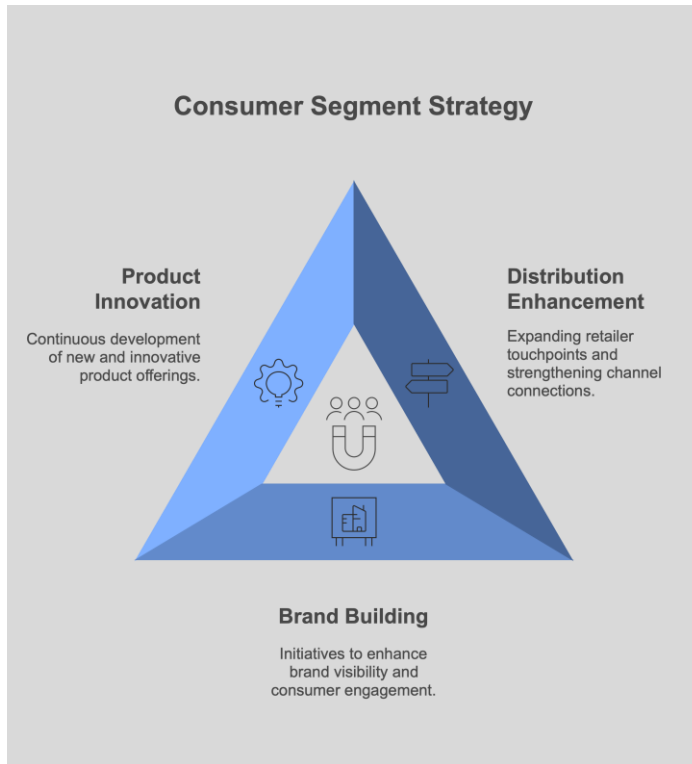 Consumer Segment Strategy
Product
Innovation
Continuous development
of new and innovative
product offerings.
Distribution
Enhancement
Expanding retailer
touchpoints and
strengthening channel
connections.
Brand Building
Initiatives to enhance
brand visibility and
consumer engagement.